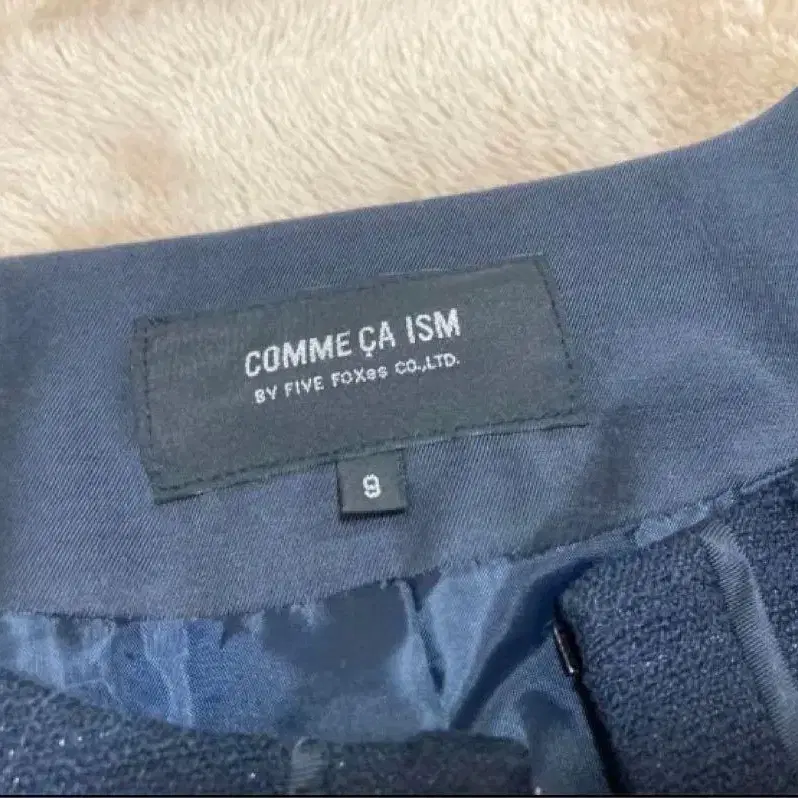 COMME ÇA ISM
BY FIVE FOXes CO.,LTD.
9